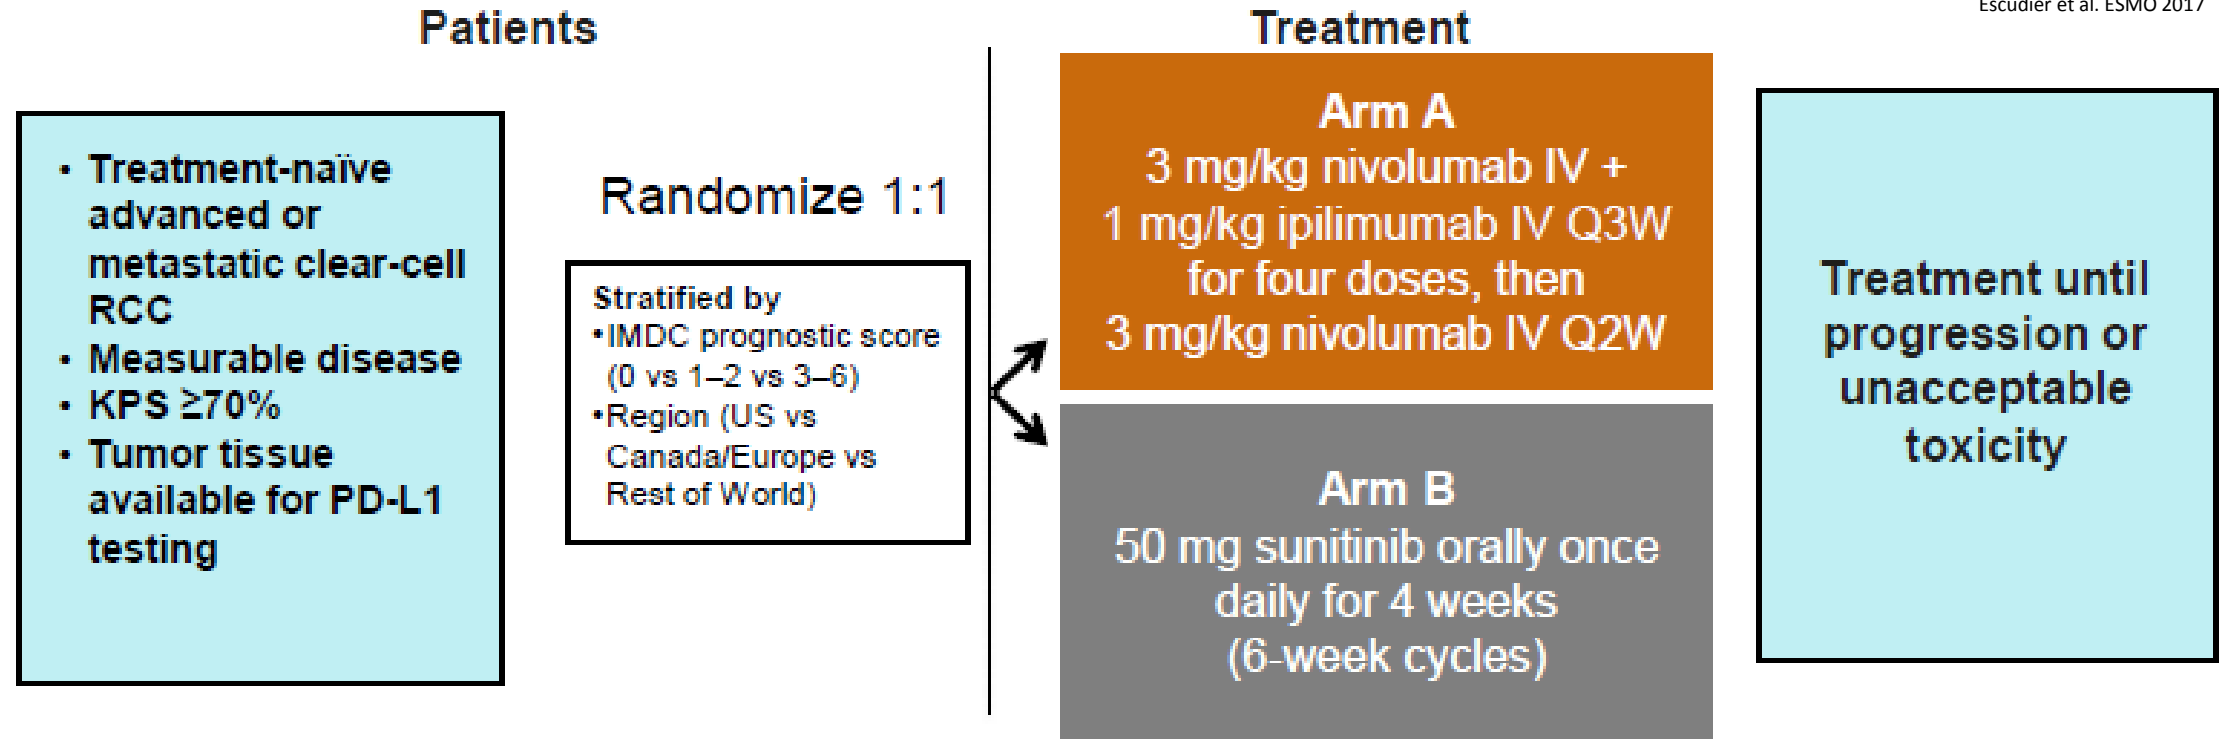 Escudier et al. ESMO 2017
Patients
• Treatment-naïve
advanced or
metastatic clear-cell
RCC
• Measurable disease
• KPS ≥70%
• Tumor tissue
available for PD-L1
testing
Randomize 1:1
Stratified by
•IMDC prognostic score
(0 vs 1–2 vs 3–6)
•Region (US vs
Canada/Europe vs
Rest of World)
Treatment
Arm A
3 mg/kg nivolumab IV +
1 mg/kg ipilimumab IV Q3W
for four doses, then
3 mg/kg nivolumab IV Q2W
Arm B
50 mg sunitinib orally once
daily for 4 weeks
(6-week cycles)
Treatment until
progression or
unacceptable
toxicity